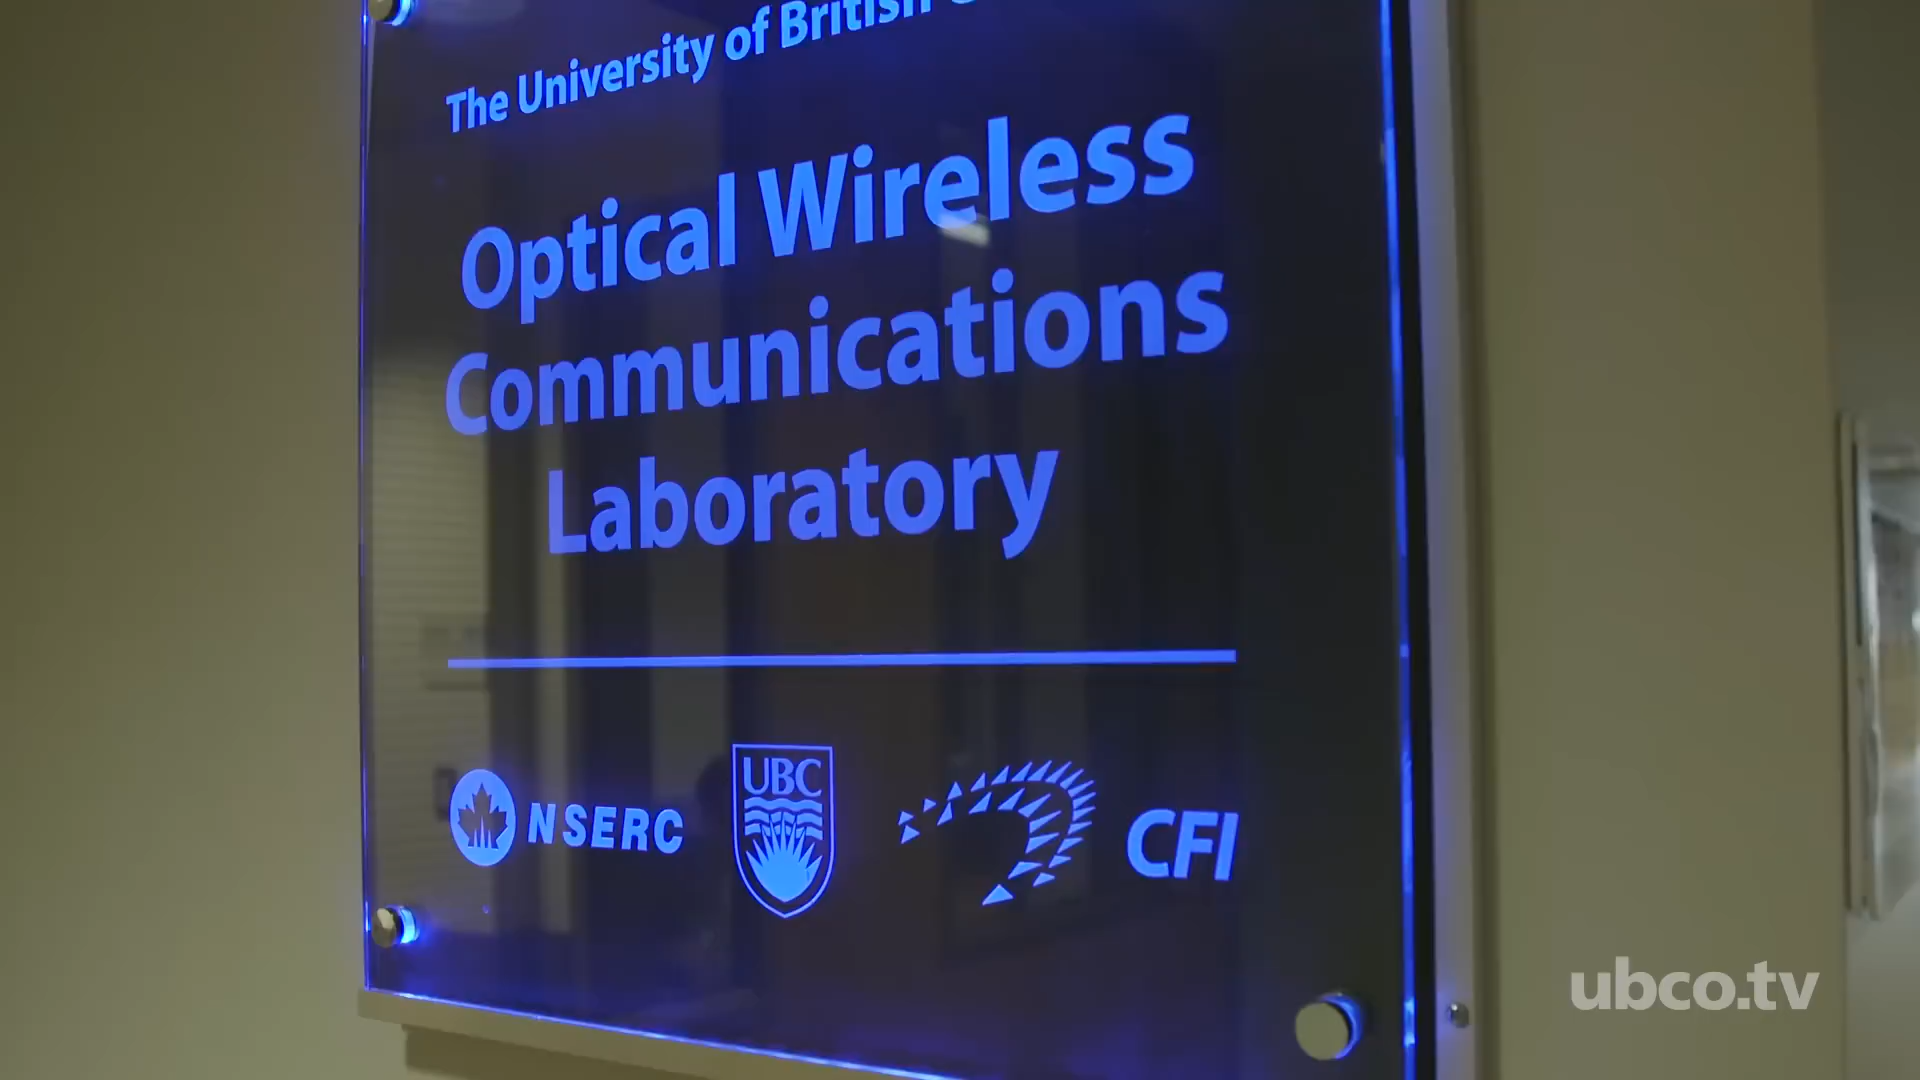 The University of British
Optical Wireless
Communications
Laboratory
NSERC
UBC
CFI
ubco.tv